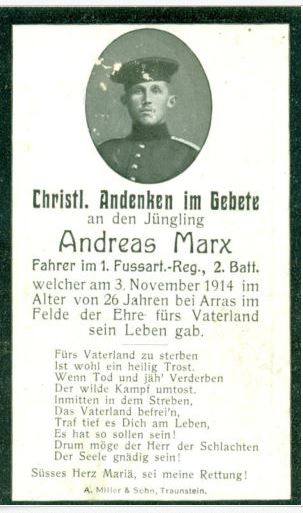 Christl. Andenken im Gebete
an den Jüngling
Andreas Marx
Fahrer im 1. Fussart.-Reg., 2. Batt.
welcher am 3. November 1914 im
Alter von 26 Jahren bei Arras im
Felde der Ehre fürs Vaterland
sein Leben gab.
Fürs Vaterland zu sterben
Ist wohl ein heilig Trost.
Wenn Tod und jäh' Verderben
Der wilde Kampf umtost.
Inmitten in dem Streben,
Das Vaterland befrei'n,
Traf tief es Dich am Leben,
Es hat so sollen sein!
Drum möge der Herr der Schlachten
Der Seele gnädig sein!
Süsses Herz Mariä, sei meine Rettung!
A. Miller & Sohn, Traunstein.